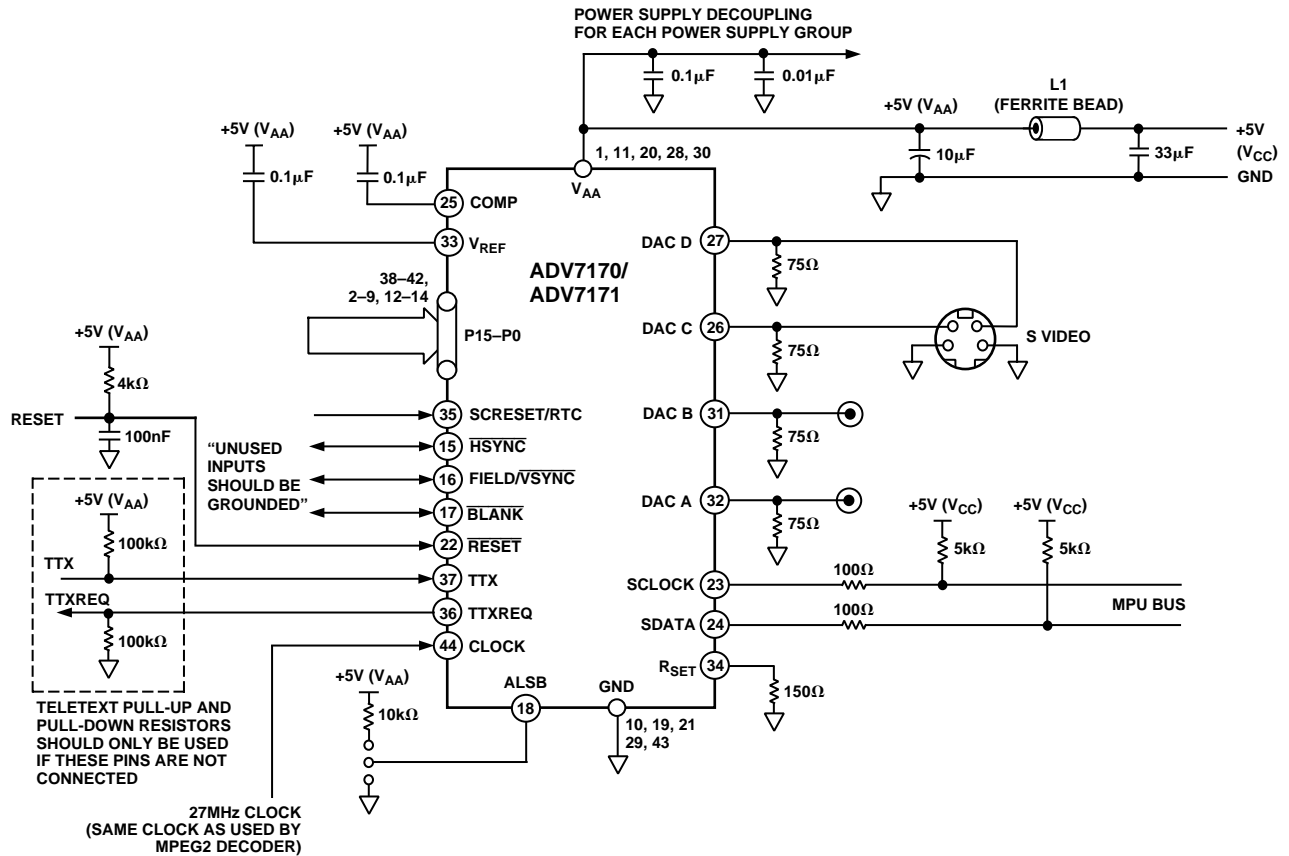 POWER SUPPLY DECOUPLING
FOR EACH POWER SUPPLY GROUP
0.1μF
0.01μF
L1
(FERRITE BEAD)
+5V (VAA)
10μF
33μF
+5V
(VCC)
GND
+5V (VAA)
0.1μF
+5V (VAA)
0.1μF
1, 11, 20, 28, 30
VAA
25 COMP
33 VREF
ADV7170/
ADV7171
38–42,
2–9, 12–14
P15–P0
DAC D 27
75Ω
DAC C 26
75Ω
S VIDEO
DAC B 31
75Ω
DAC A 32
75Ω
+5V (VAA)
4kΩ
RESET
100nF
35 SCRESET/RTC
15 HSYNC
16 FIELD/VSYNC
17 BLANK
22 RESET
37 TTX
36 TTXREQ
44 CLOCK
"UNUSED
INPUTS
SHOULD BE
GROUNDED"
+5V (VAA)
100kΩ
TTX
TTXREQ
100kΩ
TELETEXT PULL-UP AND
PULL-DOWN RESISTORS
SHOULD ONLY BE USED
IF THESE PINS ARE NOT
CONNECTED
27MHz CLOCK
(SAME CLOCK AS USED BY
MPEG2 DECODER)
+5V (VAA)
10kΩ
ALSB
18
GND
10, 19, 21
29, 43
+5V (VCC)
5kΩ
+5V (VCC)
5kΩ
SCLOCK 23
100Ω
SDATA 24
100Ω
MPU BUS
RSET 34
150Ω